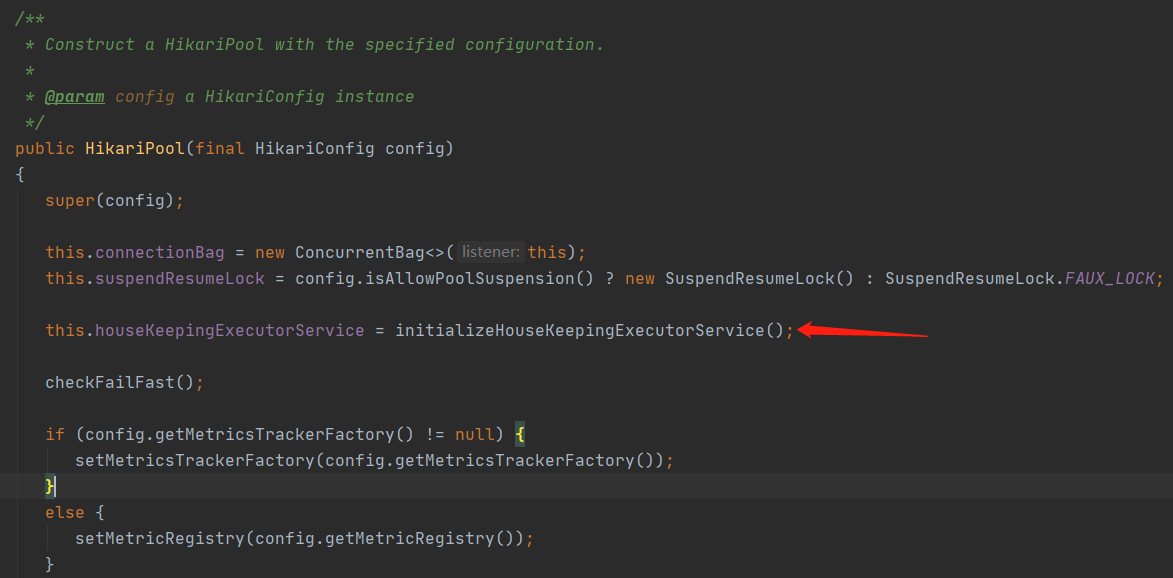 /**
* Construct a HikariPool with the specified configuration.
*
* @param config a HikariConfig instance
*/
public HikariPool(final HikariConfig config)
{
super(config);
this.connectionBag = new ConcurrentBag<>( listener: this);
this.suspendResumeLock = config.isAllowPoolSuspension() ? new SuspendResumeLock() : SuspendResumeLock.FAUX_LOCK;
this.houseKeepingExecutorService = initializeHouseKeepingExecutorService();
checkFailFast();
if (config.getMetricsTrackerFactory() != null) {
setMetricsTrackerFactory(config.getMetricsTrackerFactory());
}
else {
setMetricRegistry(config.getMetricRegistry());
}